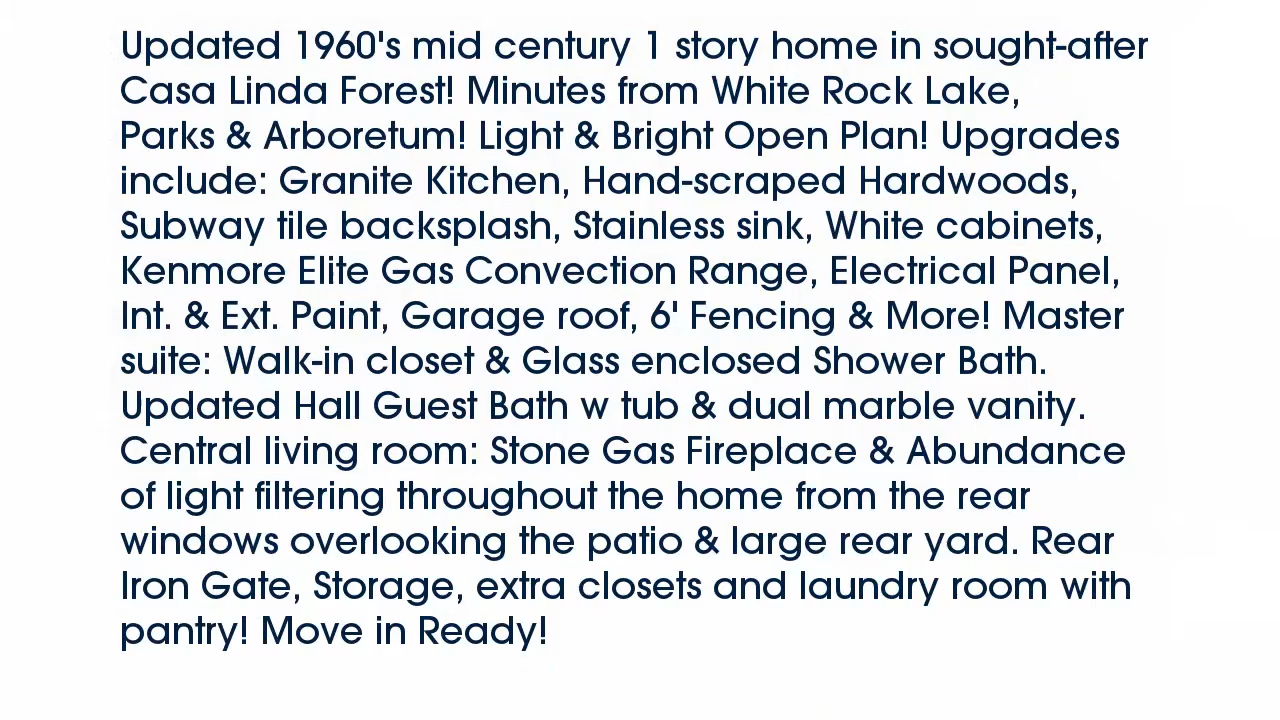 Updated 1960's mid century 1 story home in sought-after
Casa Linda Forest! Minutes from White Rock Lake,
Parks & Arboretum! Light & Bright Open Plan! Upgrades
include: Granite Kitchen, Hand-scraped Hardwoods,
Subway tile backsplash, Stainless sink, White cabinets,
Kenmore Elite Gas Convection Range, Electrical Panel,
Int. & Ext. Paint, Garage roof, 6' Fencing & More! Master
suite: Walk-in closet & Glass enclosed Shower Bath.
Updated Hall Guest Bath w tub & dual marble vanity.
Central living room: Stone Gas Fireplace & Abundance
of light filtering throughout the home from the rear
windows overlooking the patio & large rear yard. Rear
Iron Gate, Storage, extra closets and laundry room with
pantry! Move in Ready!